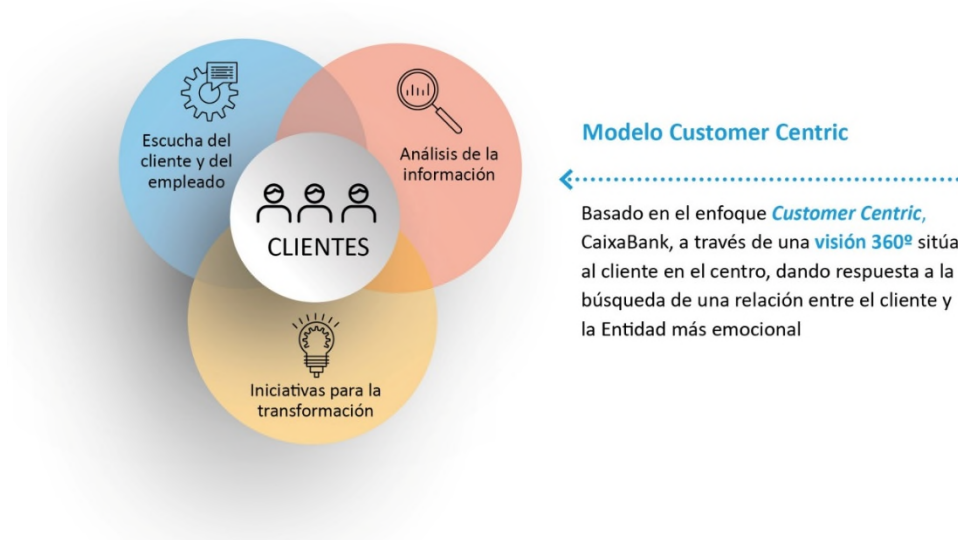 Escucha del
cliente y del
empleado
Análisis de la
información
CLIENTES
Iniciativas para la
transformación
Modelo Customer Centric
Basado en el enfoque Customer Centric,
CaixaBank, a través de una visión 360º sitúa
al cliente en el centro, dando respuesta a la
búsqueda de una relación entre el cliente y
la Entidad más emocional